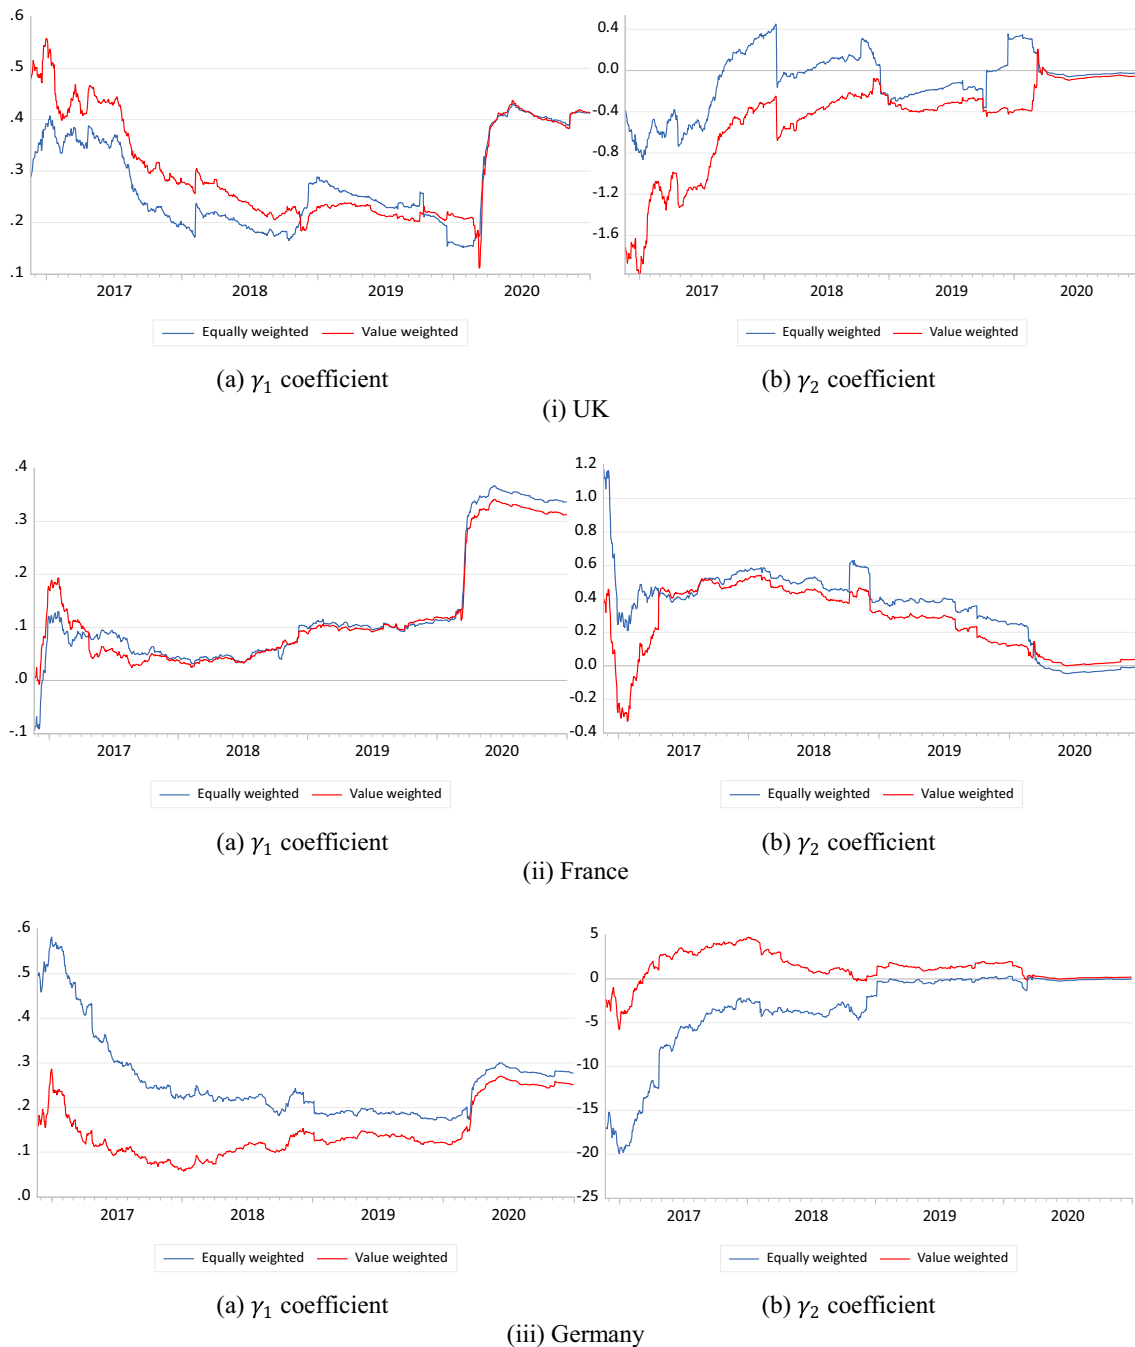 .6
.5
.4
.3
.2
.1
2017 2018 2019 2020
Equally weighted Value weighted
(a) γ₁ coefficient
0.4
0.0
-0.4
-0.8
-1.2
-1.6
2017 2018 2019 2020
Equally weighted Value weighted
(b) γ₂ coefficient
(i) UK
.4
.3
.2
.1
.0
-.1
2017 2018 2019 2020
Equally weighted Value weighted
(a) γ₁ coefficient
1.2
1.0
0.8
0.6
0.4
0.2
0.0
-0.2
-0.4
2017 2018 2019 2020
Equally weighted Value weighted
(b) γ₂ coefficient
(ii) France
.6
.5
.4
.3
.2
.1
.0
2017 2018 2019 2020
Equally weighted Value weighted
(a) γ₁ coefficient
5
0
-5
-10
-15
-20
-25
2017 2018 2019 2020
Equally weighted Value weighted
(b) γ₂ coefficient
(iii) Germany